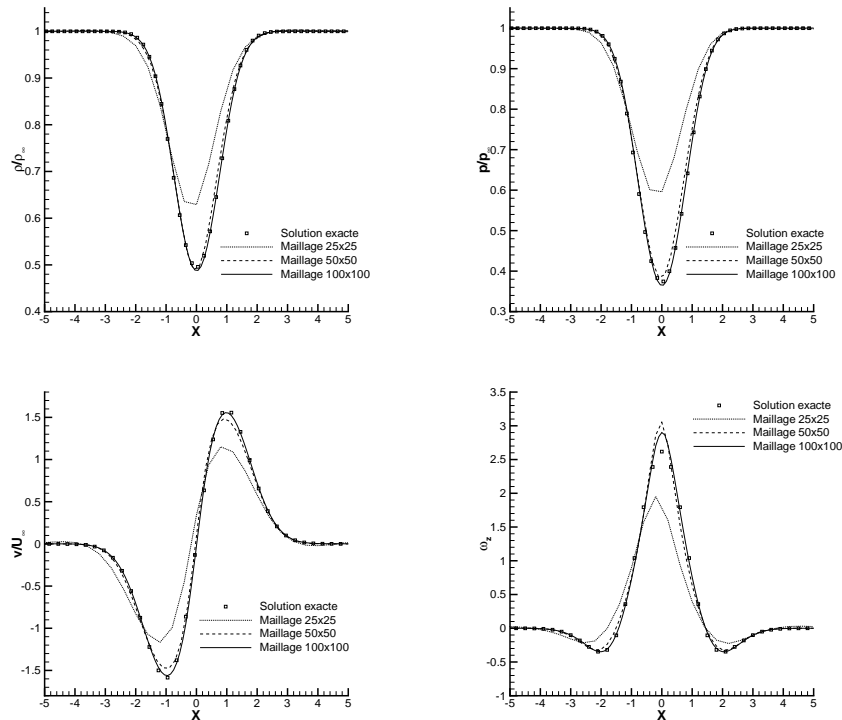 1
0.9
0.8
0.7
0.6
0.5
0.4
ρ/ρ∞
-5 -4 -3 -2 -1 0 1 2 3 4 5
X
Solution exacte
Maillage 25x25
Maillage 50x50
Maillage 100x100
1
0.9
0.8
0.7
0.6
0.5
0.4
0.3
p/p∞
-5 -4 -3 -2 -1 0 1 2 3 4 5
X
Solution exacte
Maillage 25x25
Maillage 50x50
Maillage 100x100
1.5
1
0.5
0
-0.5
-1
-1.5
v/U∞
-5 -4 -3 -2 -1 0 1 2 3 4 5
X
Solution exacte
Maillage 25x25
Maillage 50x50
Maillage 100x100
3.5
3
2.5
2
1.5
1
0.5
0
-0.5
-1
ωz
-5 -4 -3 -2 -1 0 1 2 3 4 5
X
Solution exacte
Maillage 25x25
Maillage 50x50
Maillage 100x100